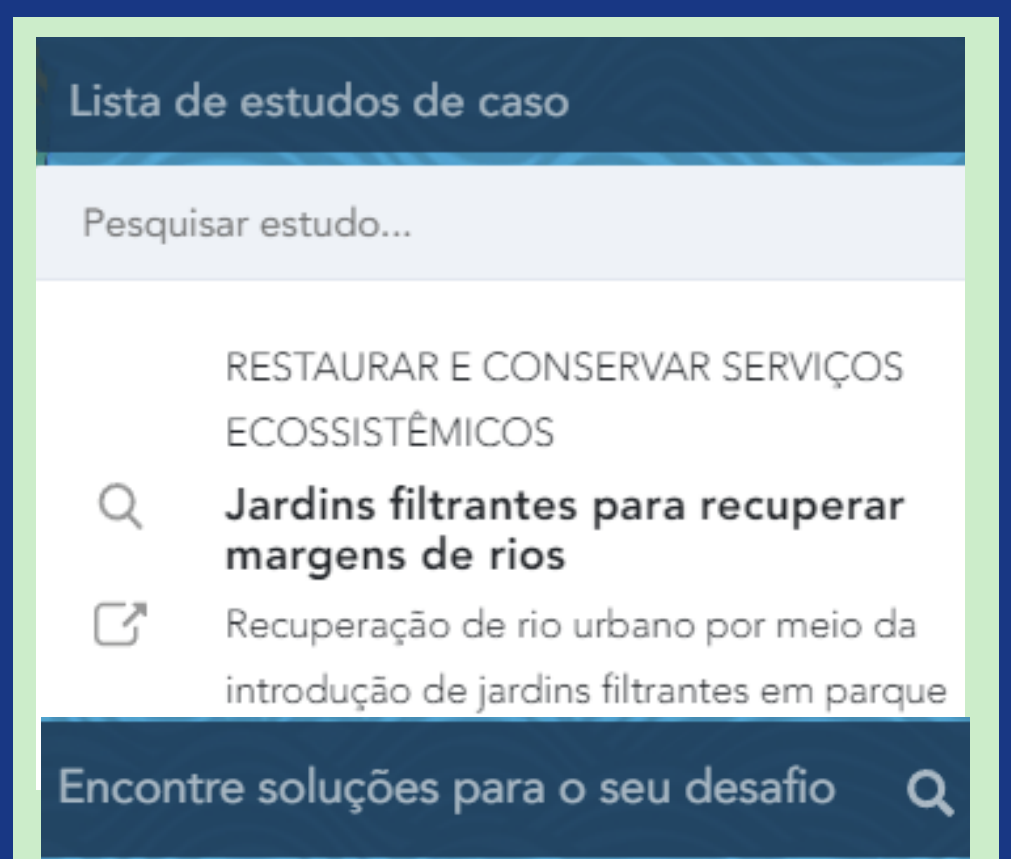 Lista de estudos de caso
Pesquisar estudo...
RESTAURAR E CONSERVAR SERVIÇOS
ECOSSISTÊMICOS
Jardins filtrantes para recuperar
margens de rios
Recuperação de rio urbano por meio da
introdução de jardins filtrantes em parque
Encontre soluções para o seu desafio